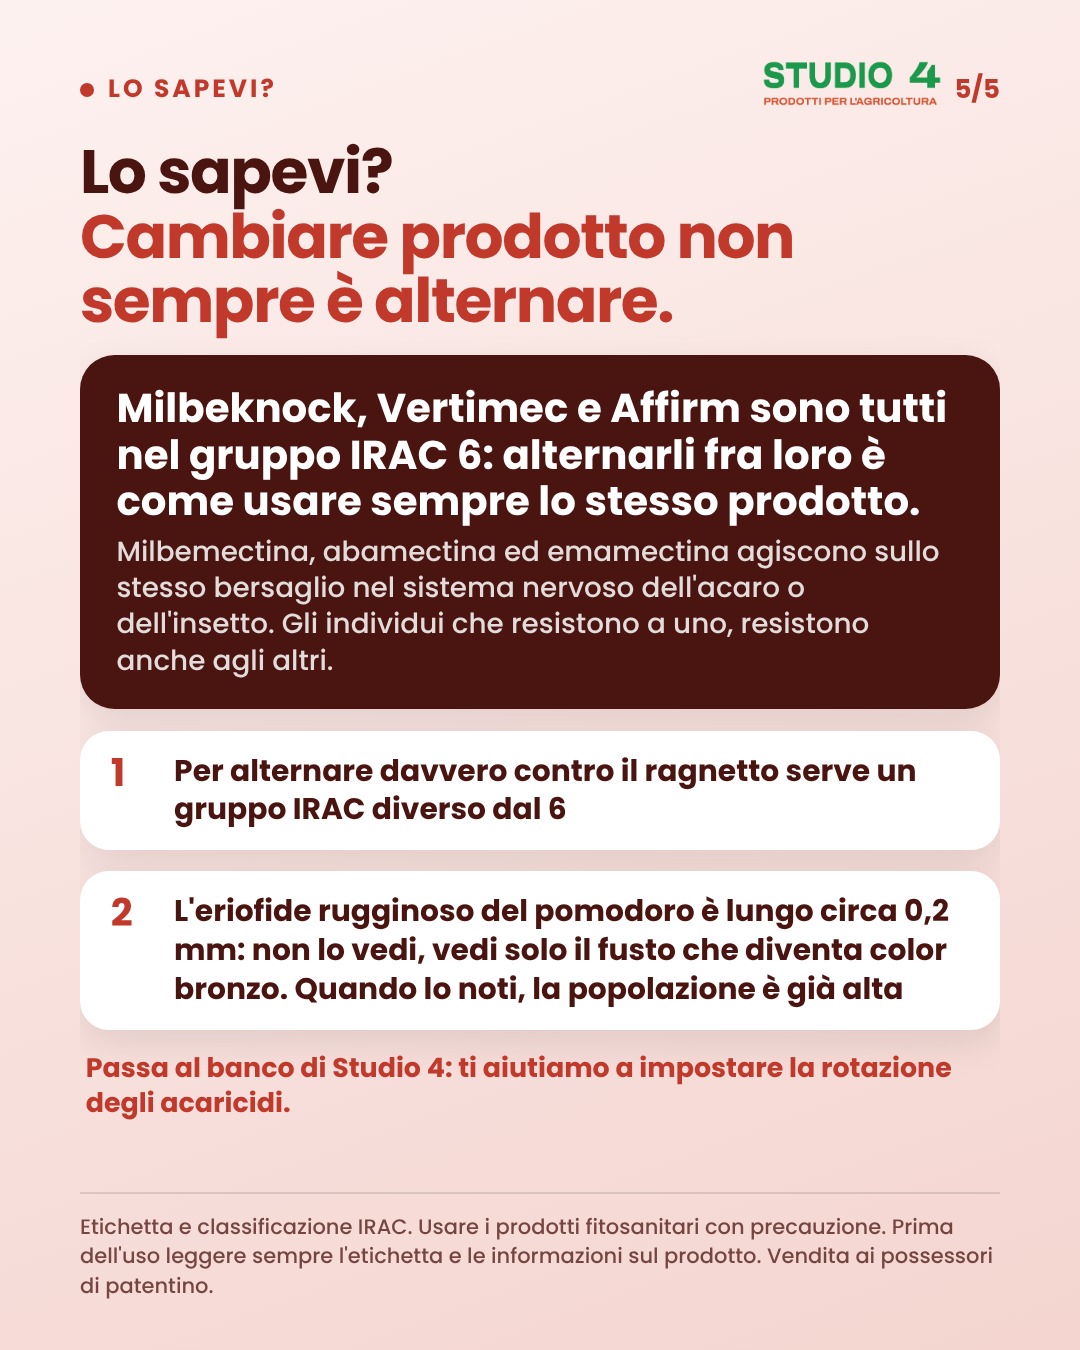 LO SAPEVI?
STUDIO 4
PRODOTTI PER L'AGRICOLTURA
5/5
Lo sapevi?
Cambiare prodotto non
sempre è alternare.
Milbeknock, Vertimec e Affirm sono tutti
nel gruppo IRAC 6: alternarli fra loro è
come usare sempre lo stesso prodotto.
Milbemectina, abamectina ed emamectina agiscono sullo
stesso bersaglio nel sistema nervoso dell'acaro o
dell'insetto. Gli individui che resistono a uno, resistono
anche agli altri.
1
Per alternare davvero contro il ragnetto serve un
gruppo IRAC diverso dal 6
2
L'eriofide rugginoso del pomodoro è lungo circa 0,2
mm: non lo vedi, vedi solo il fusto che diventa color
bronzo. Quando lo noti, la popolazione è già alta
Passa al banco di Studio 4: ti aiutiamo a impostare la rotazione
degli acaricidi.
Etichetta e classificazione IRAC. Usare i prodotti fitosanitari con precauzione. Prima
dell'uso leggere sempre l'etichetta e le informazioni sul prodotto. Vendita ai possessori
di patentino.